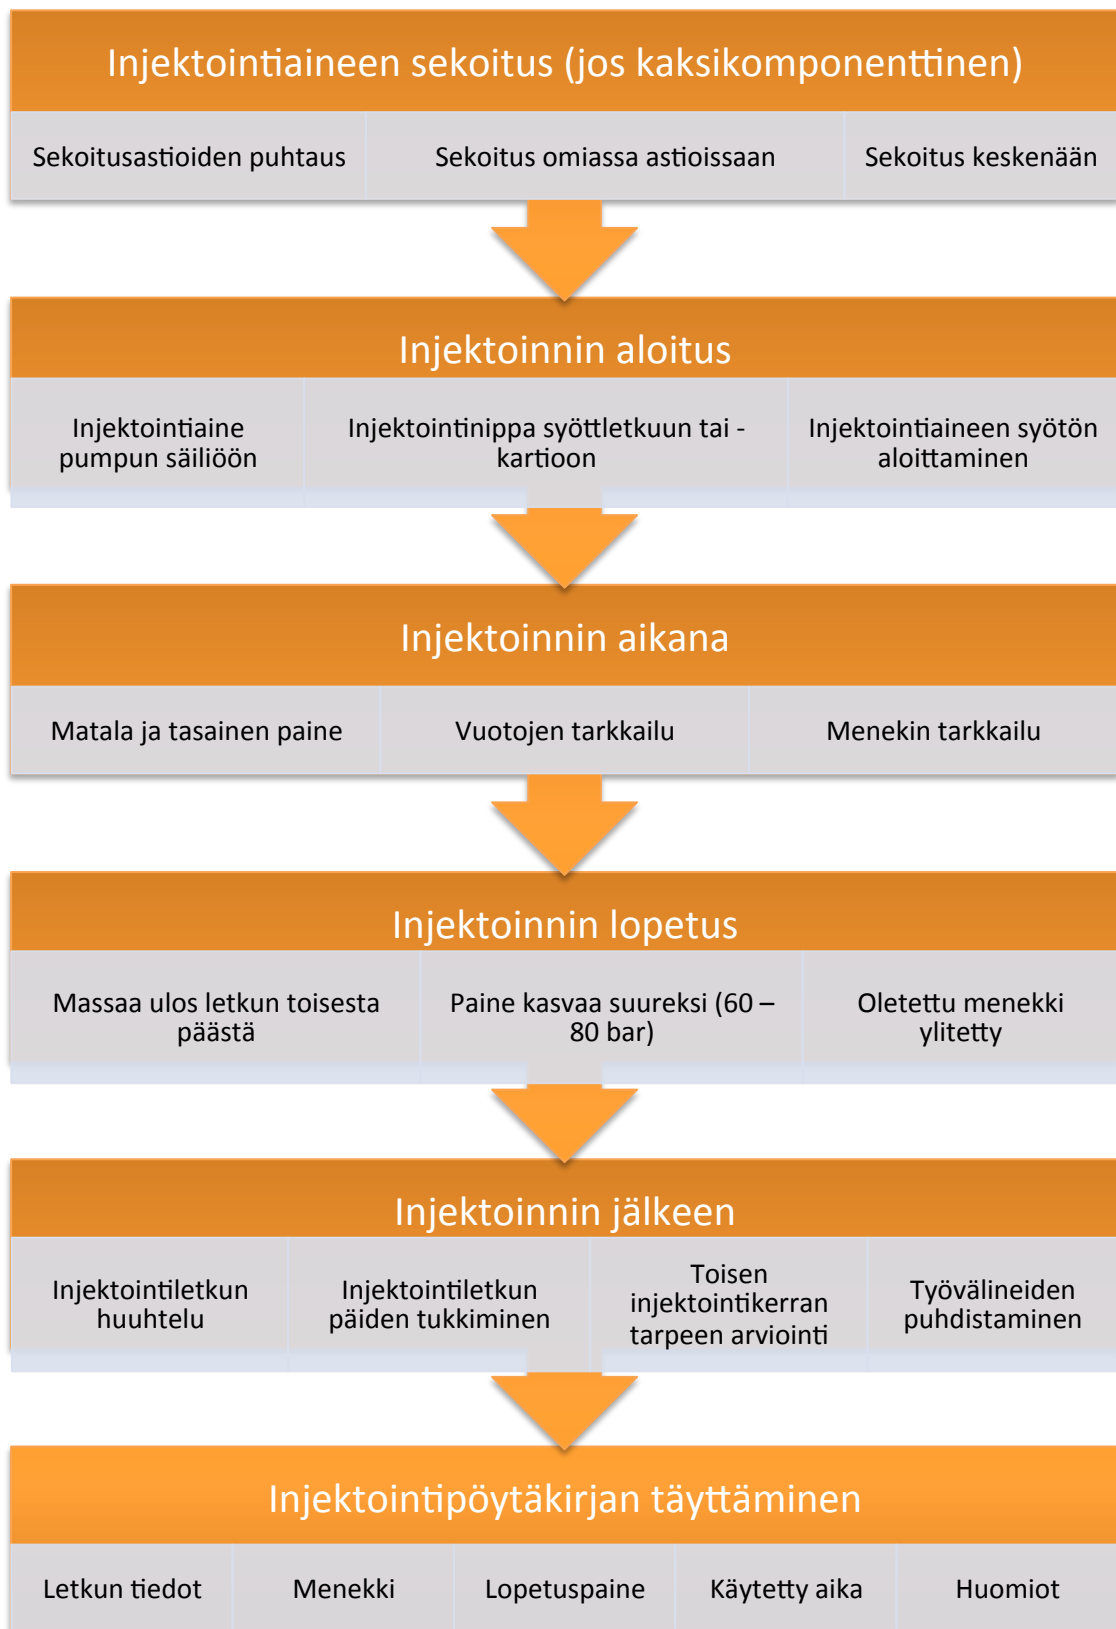 Injektointiaineen sekoitus (jos kaksikomponenttinen)
Sekoitusastioiden puhtaus
Sekoitus omiassa astioissaan
Sekoitus keskenään
Injektoinnin aloitus
Injektointiaine
pumpun säiliöön
Injektointinippa syöttletkuun tai -
kartioon
Injektointiaineen syötön
aloittaminen
Injektoinnin aikana
Matala ja tasainen paine
Vuotojen tarkkailu
Menekin tarkkailu
Injektoinnin lopetus
Massaa ulos letkun toisesta
päästä
Paine kasvaa suureksi (60 –
80 bar)
Oletettu menekki
ylitetty
Injektoinnin jälkeen
Injektointiletkun
huuhtelu
Injektointiletkun
päiden tukkiminen
Toisen
injektointikerran
tarpeen arviointi
Työvälineiden
puhdistaminen
Injektointipöytäkirjan täyttäminen
Letkun tiedot
Menekki
Lopetuspaine
Käytetty aika
Huomiot